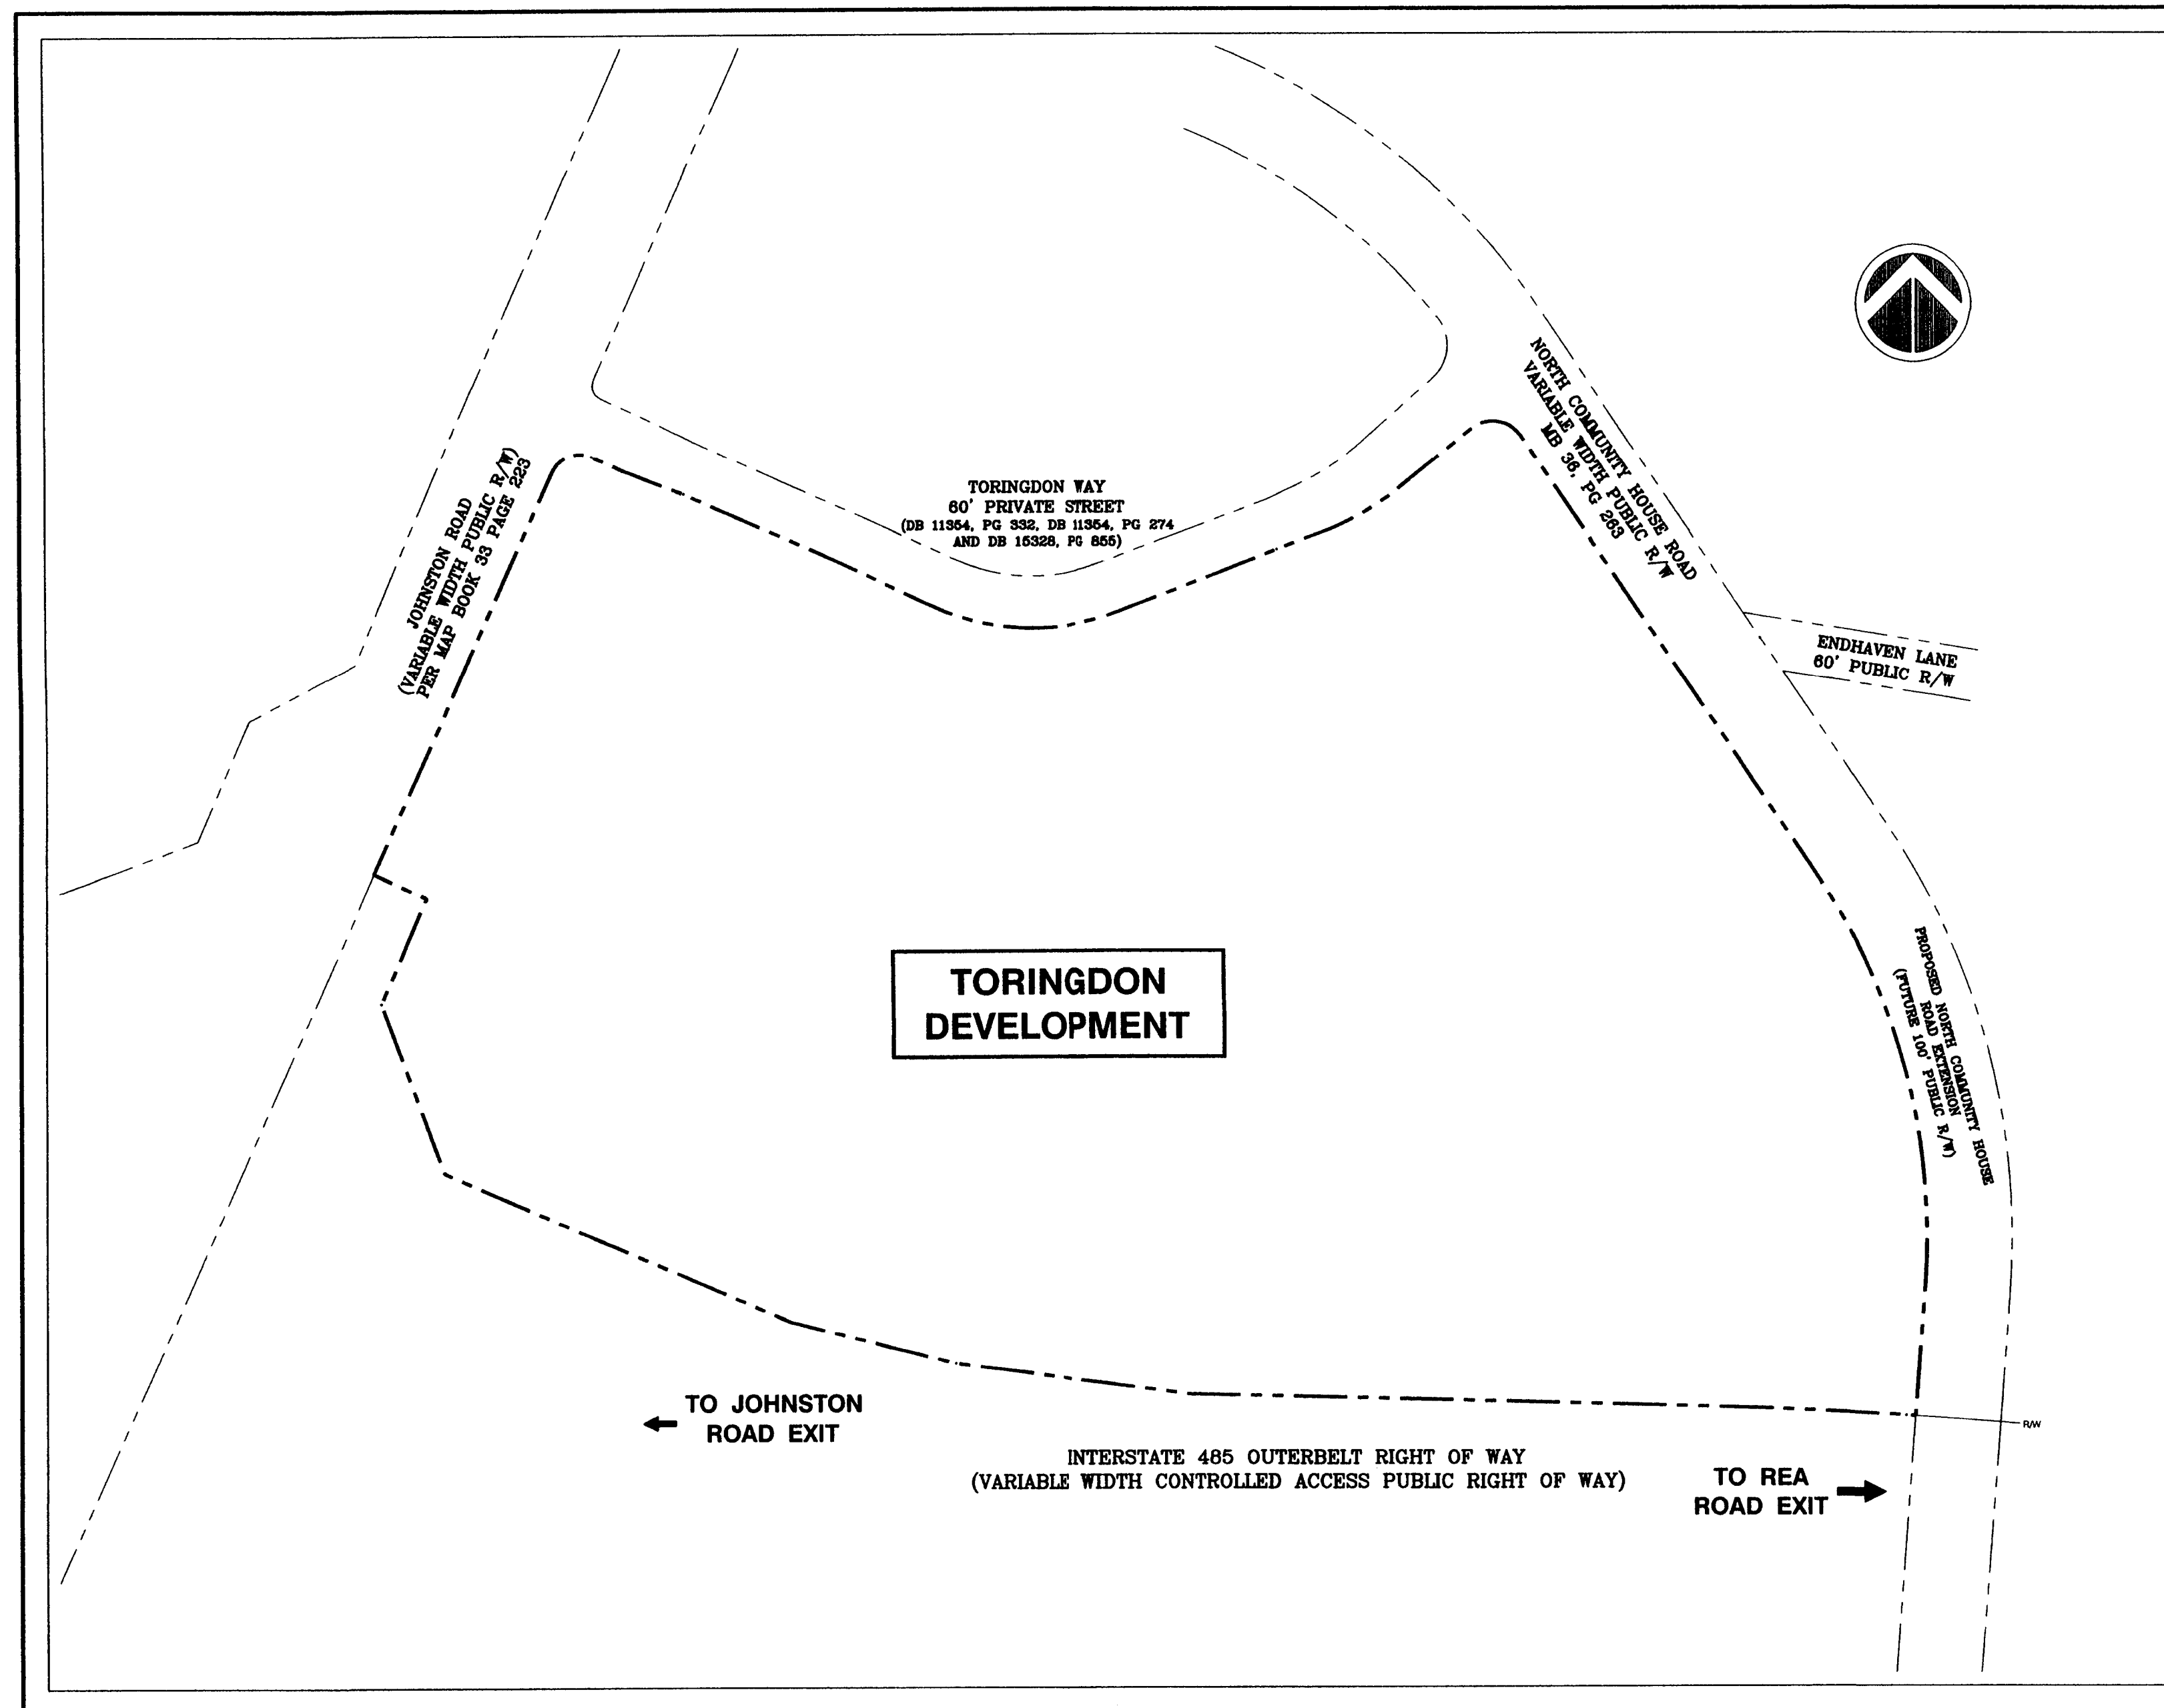 NORTH COMMUNITY HOUSE ROAD
VARIABLE WIDTH PUBLIC R/W
MB 36, PG 263
JOHNSTON ROAD
(VARIABLE WIDTH PUBLIC R/W)
PER MAP BOOK 33 PAGE 223
TORINGDON WAY
60' PRIVATE STREET
(DB 11354, PG 332, DB 11354, PG 274
AND DB 15328, PG 855)
ENDHAVEN LANE
60' PUBLIC R/W
TORINGDON
DEVELOPMENT
PROPOSED NORTH COMMUNITY HOUSE
ROAD EXTENSION
(FUTURE 100' PUBLIC R/W)
TO JOHNSTON
ROAD EXIT
R/W
INTERSTATE 485 OUTERBELT RIGHT OF WAY
(VARIABLE WIDTH CONTROLLED ACCESS PUBLIC RIGHT OF WAY)
TO REA
ROAD EXIT